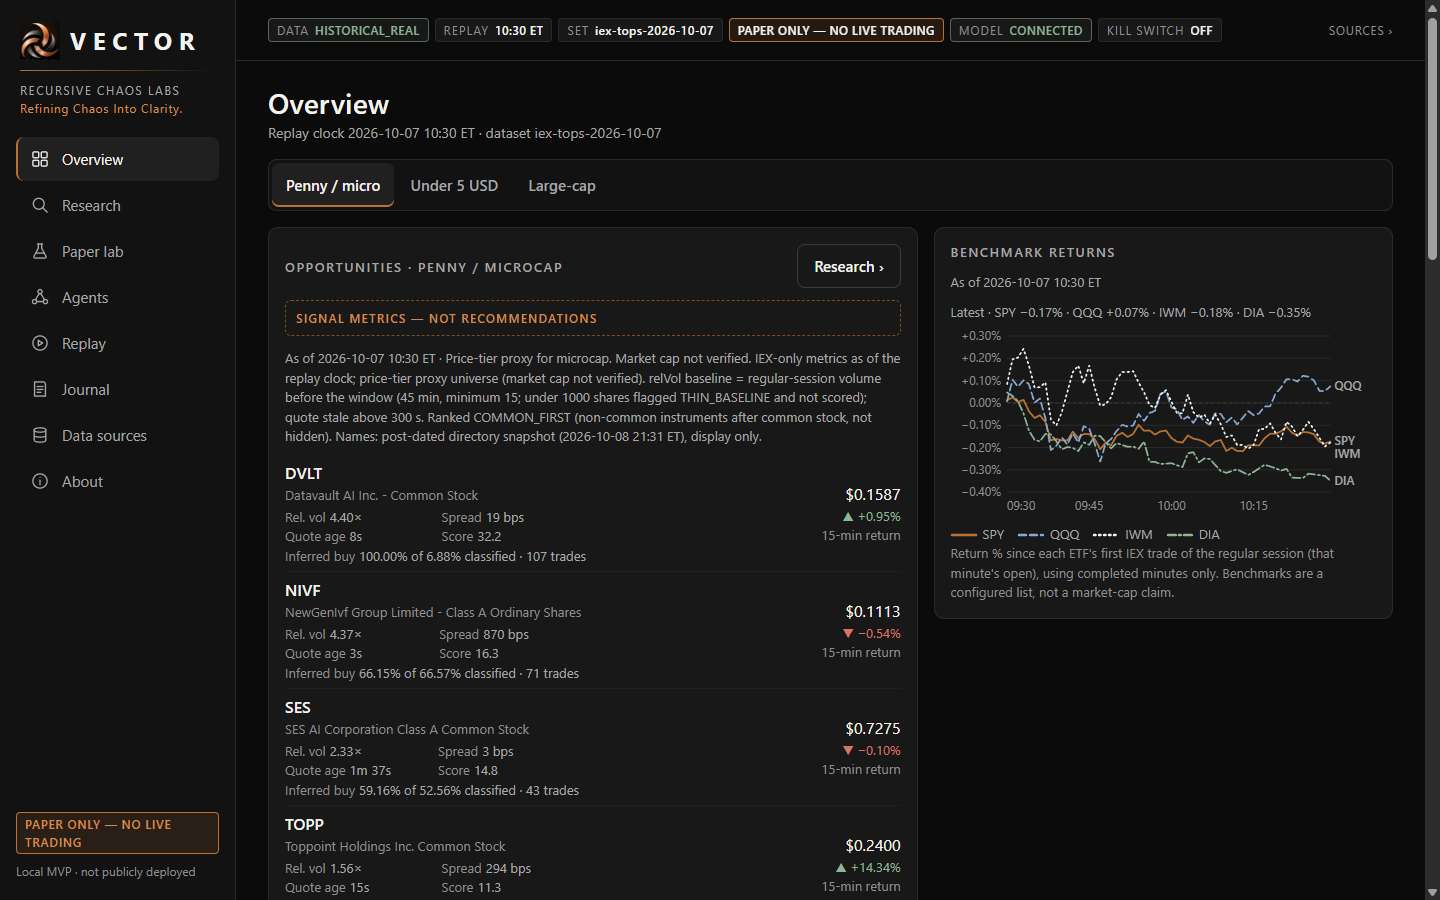 VECTOR
RECURSIVE CHAOS LABS
Refining Chaos Into Clarity.
Overview
Research
Paper lab
Agents
Replay
Journal
Data sources
About
PAPER ONLY — NO LIVE
TRADING
Local MVP · not publicly deployed
DATA HISTORICAL_REAL
REPLAY 10:30 ET
SET iex-tops-2026-10-07
PAPER ONLY — NO LIVE TRADING
MODEL CONNECTED
KILL SWITCH OFF
SOURCES ›
Overview
Replay clock 2026-10-07 10:30 ET · dataset iex-tops-2026-10-07
Penny / micro
Under 5 USD
Large-cap
OPPORTUNITIES · PENNY / MICROCAP
Research ›
SIGNAL METRICS — NOT RECOMMENDATIONS
As of 2026-10-07 10:30 ET · Price-tier proxy for microcap. Market cap not verified. IEX-only metrics as of the
replay clock; price-tier proxy universe (market cap not verified). relVol baseline = regular-session volume
before the window (45 min, minimum 15; under 1000 shares flagged THIN_BASELINE and not scored);
quote stale above 300 s. Ranked COMMON_FIRST (non-common instruments after common stock, not
hidden). Names: post-dated directory snapshot (2026-10-08 21:31 ET), display only.
DVLT
Datavault AI Inc. - Common Stock
$0.1587
Rel. vol 4.40×
Spread 19 bps
▲ +0.95%
Quote age 8s
Score 32.2
15-min return
Inferred buy 100.00% of 6.88% classified · 107 trades
NIVF
NewGenIvf Group Limited - Class A Ordinary Shares
$0.1113
Rel. vol 4.37×
Spread 870 bps
▼ −0.54%
Quote age 3s
Score 16.3
15-min return
Inferred buy 66.15% of 66.57% classified · 71 trades
SES
SES AI Corporation Class A Common Stock
$0.7275
Rel. vol 2.33×
Spread 3 bps
▼ −0.10%
Quote age 1m 37s
Score 14.8
15-min return
Inferred buy 59.16% of 52.56% classified · 43 trades
TOPP
Toppoint Holdings Inc. Common Stock
$0.2400
Rel. vol 1.56×
Spread 294 bps
▲ +14.34%
Quote age 15s
Score 11.3
15-min return
BENCHMARK RETURNS
As of 2026-10-07 10:30 ET
Latest · SPY −0.17% · QQQ +0.07% · IWM −0.18% · DIA −0.35%
+0.30%
+0.20%
+0.10%
0.00%
−0.10%
−0.20%
−0.30%
−0.40%
QQQ
SPY
IWM
DIA
09:30
09:45
10:00
10:15
SPY
QQQ
IWM
DIA
Return % since each ETF's first IEX trade of the regular session (that
minute's open), using completed minutes only. Benchmarks are a
configured list, not a market-cap claim.